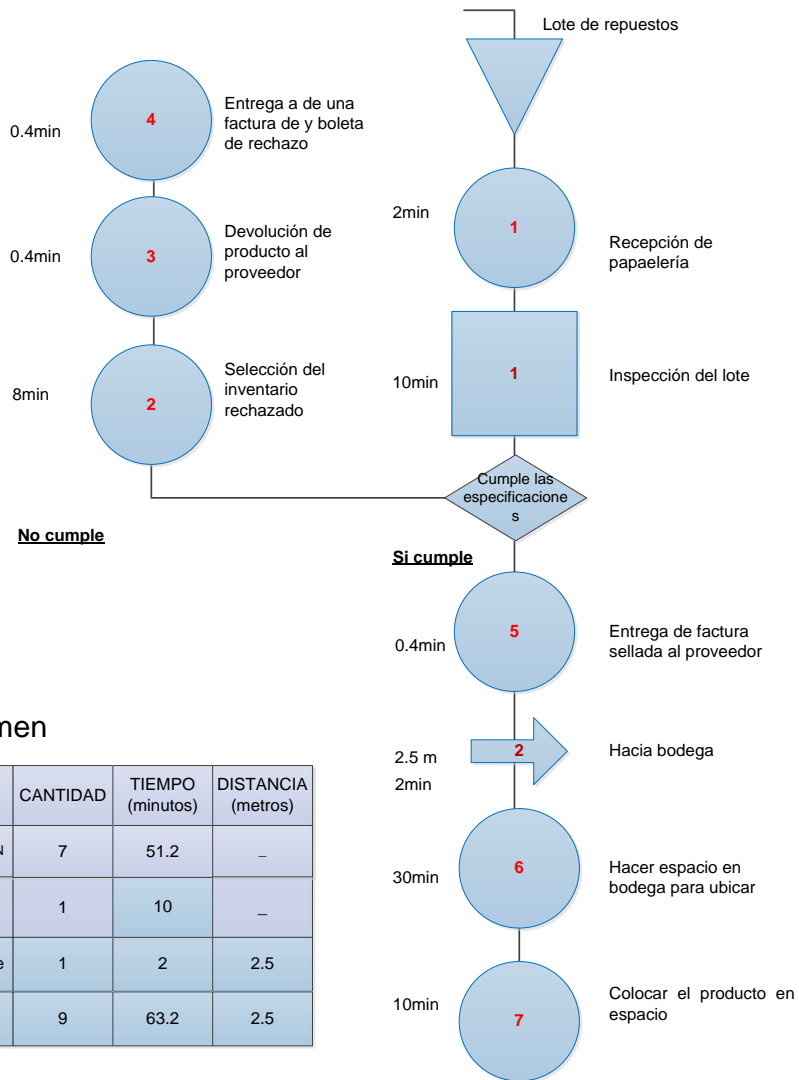 Lote de repuestos
4
0.4min
Entrega a de una
factura de y boleta
de rechazo
2min
1
Recepción de
papaelería
3
0.4min
Devolución de
producto al
proveedor
10min
1
Inspección del lote
8min
2
Selección del
inventario
rechazado
Cumple las
especificacione
s
No cumple
Si cumple
0.4min
5
Entrega de factura
sellada al proveedor
2.5 m
2min
2
Hacia bodega
30min
6
Hacer espacio en
bodega para ubicar
10min
7
Colocar el producto en
espacio
men
CANTIDAD TIEMPO (minutos) DISTANCIA (metros)
N 7 51.2 _
1 10 _
e 1 2 2.5
9 63.2 2.5